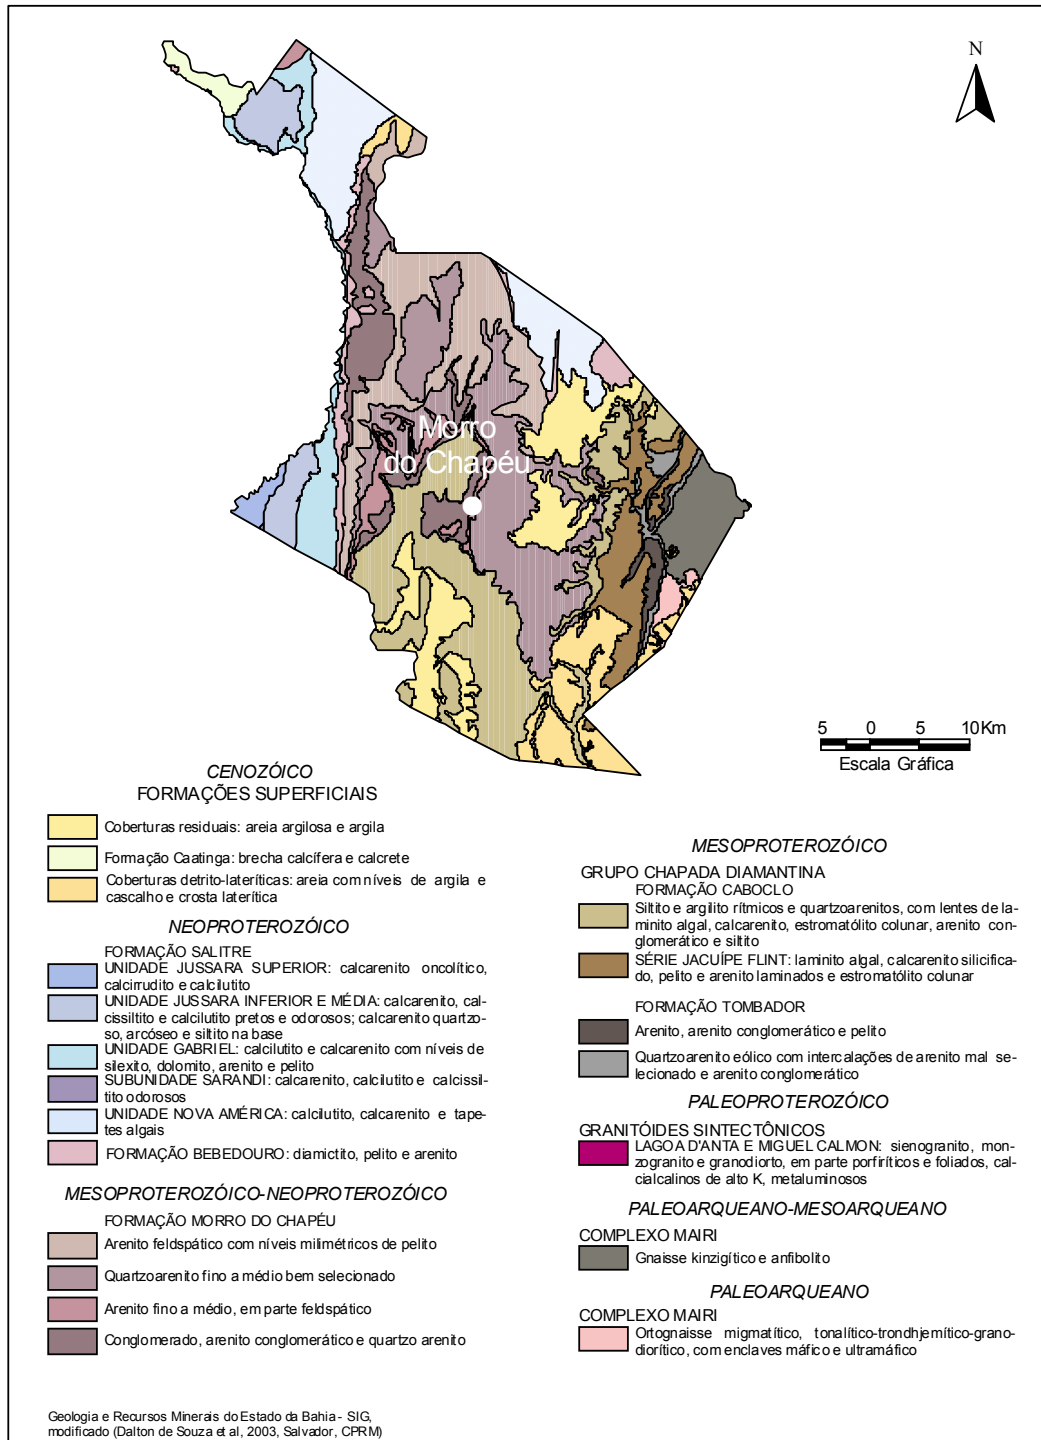 N
Morro
do Chapéu
5 0 5 10Km
Escala Gráfica
CENOZÓICO
FORMAÇÕES SUPERFICIAIS
Coberturas residuais: areia argilosa e argila
Formação Caatinga: brecha calcífera e calcrete
Coberturas detrito-lateríticas: areia com níveis de argila e
cascalho e crosta laterítica
NEOPROTEROZÓICO
FORMAÇÃO SALITRE
UNIDADE JUSSARA SUPERIOR: calcarenito oncolítico,
calcirrudito e calcilutito
UNIDADE JUSSARA INFERIOR E MÉDIA: calcarenito, cal-
cissiltito e calcilutito pretos e odorosos; calcarenito quartzo-
so, arcóseo e siltito na base
UNIDADE GABRIEL: calcilutito e calcarenito com níveis de
silexito, dolomito, arenito e pelito
SUBUNIDADE SARANDI: calcarenito, calcilutito e calcissil-
tito odorosos
UNIDADE NOVA AMÉRICA: calcilutito, calcarenito e tape-
tes algais
FORMAÇÃO BEBEDOURO: diamictito, pelito e arenito
MESOPROTEROZÓICO-NEOPROTEROZÓICO
FORMAÇÃO MORRO DO CHAPÉU
Arenito feldspático com níveis milimétricos de pelito
Quartzoarenito fino a médio bem selecionado
Arenito fino a médio, em parte feldspático
Conglomerado, arenito conglomerático e quartzo arenito
MESOPROTEROZÓICO
GRUPO CHAPADA DIAMANTINA
FORMAÇÃO CABOCLO
Siltito e argilito rítmicos e quartzoarenitos, com lentes de la-
minito algal, calcarenito, estromatólito colunar, arenito con-
glomerático e siltito
SÉRIE JACUÍPE FLINT: laminito algal, calcarenito silicifica-
do, pelito e arenito laminados e estromatólito colunar
FORMAÇÃO TOMBADOR
Arenito, arenito conglomerático e pelito
Quartzoarenito eólico com intercalações de arenito mal se-
lecionado e arenito conglomerático
PALEOPROTEROZÓICO
GRANITÓIDES SINTECTÔNICOS
LAGOA D'ANTA E MIGUEL CALMON: sienogranito, mon-
zogranito e granodiorto, em parte porfiríticos e foliados, cal-
cialcalinos de alto K, metaluminosos
PALEOARQUEANO-MESOARQUEANO
COMPLEXO MAIRI
Gnaisse kinzigítico e anfibolito
PALEOARQUEANO
COMPLEXO MAIRI
Ortognaisse migmatítico, tonalítico-trondhjemítico-grano-
diorítico, com enclaves máfico e ultramáfico
Geologia e Recursos Minerais do Estado da Bahia - SIG,
modificado (Dalton de Souza et al, 2003, Salvador, CPRM)